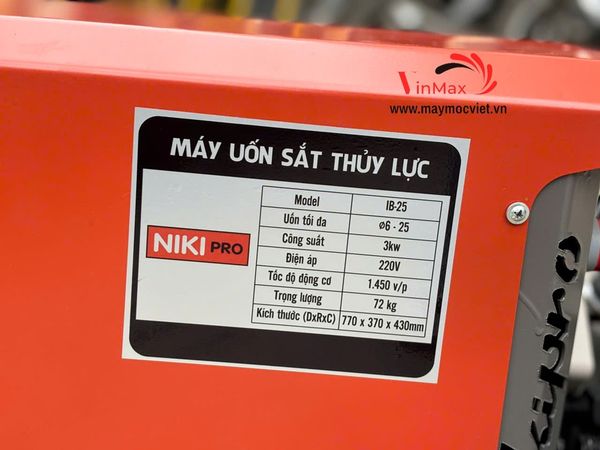 VinMax
www.maymocviet.vn
MÁY UỐN SẮT THỦY LỰC
NIKI PRO
Model IB-25
Uốn tối đa ø6 - 25
Công suất 3kw
Điện áp 220V
Tốc độ động cơ 1.450 v/p
Trọng lượng 72 kg
Kích thước (DxRxC) 770 x 370 x 430mm
kipro